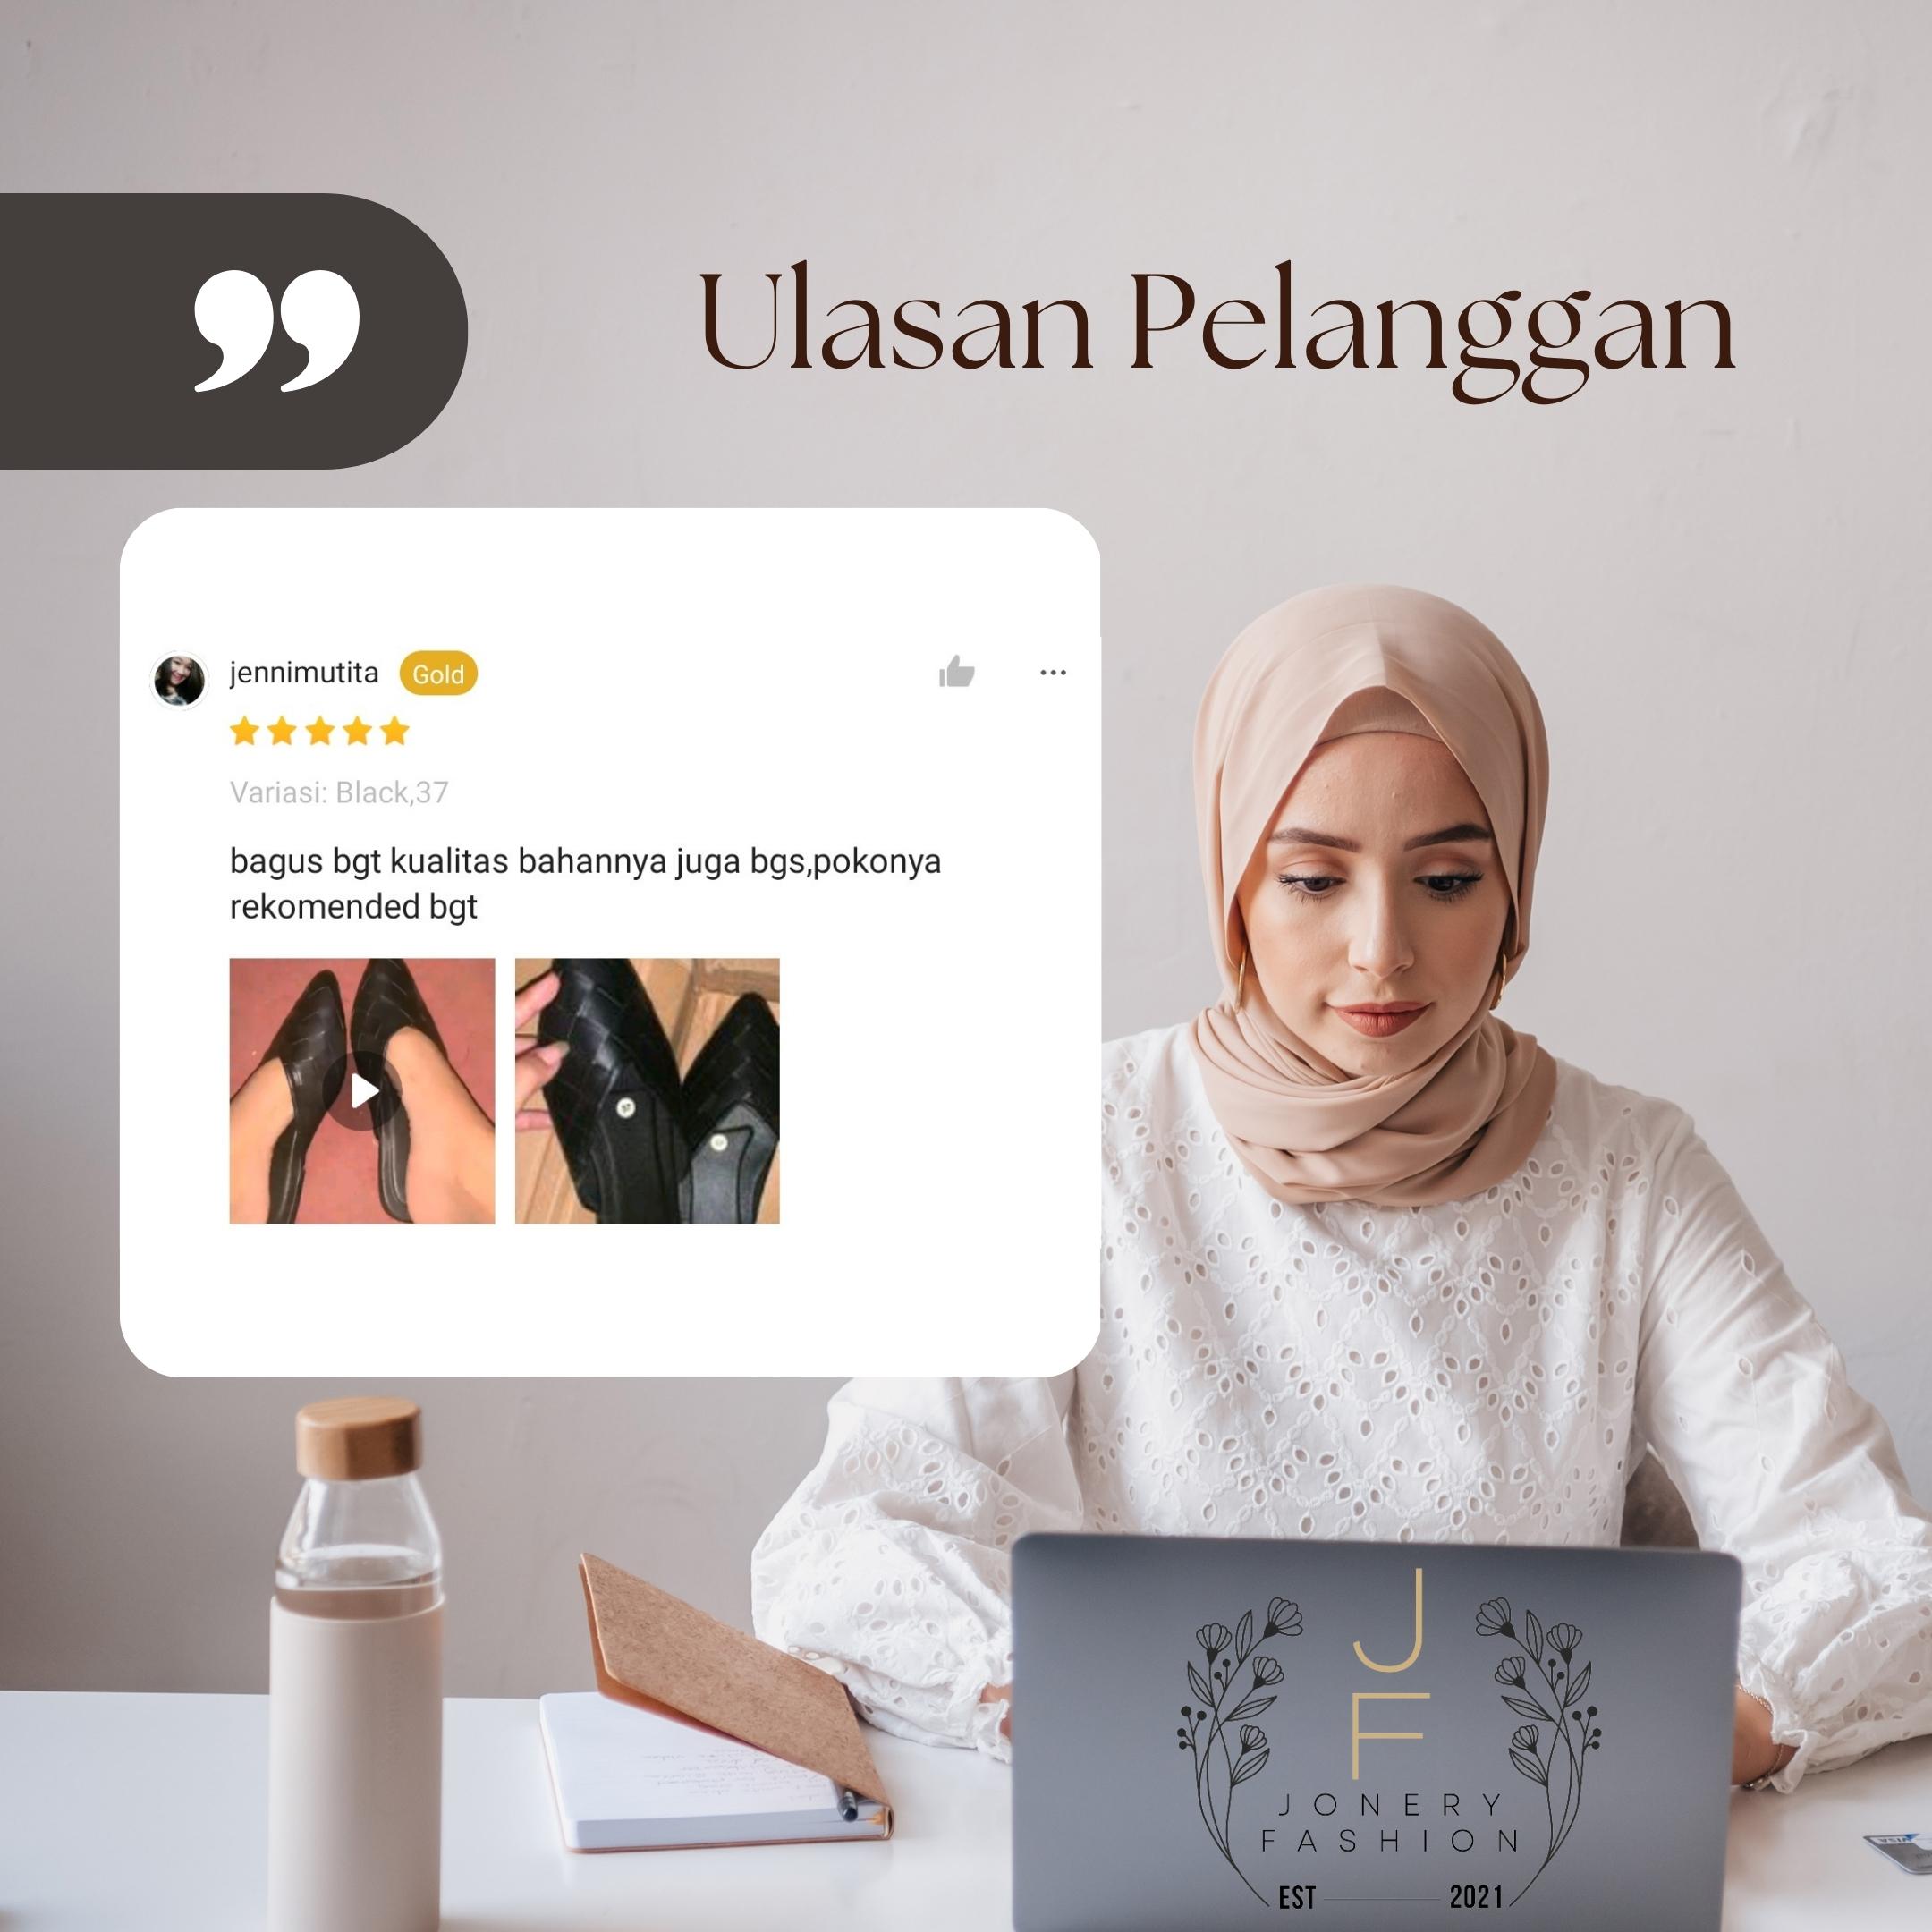 Ulasan Pelanggan
jennimutita Gold
Variasi: Black,37
bagus bgt kualitas bahannya juga bgs,pokonya
rekomended bgt
J
F
JONERY
FASHION
EST 2021
VISA